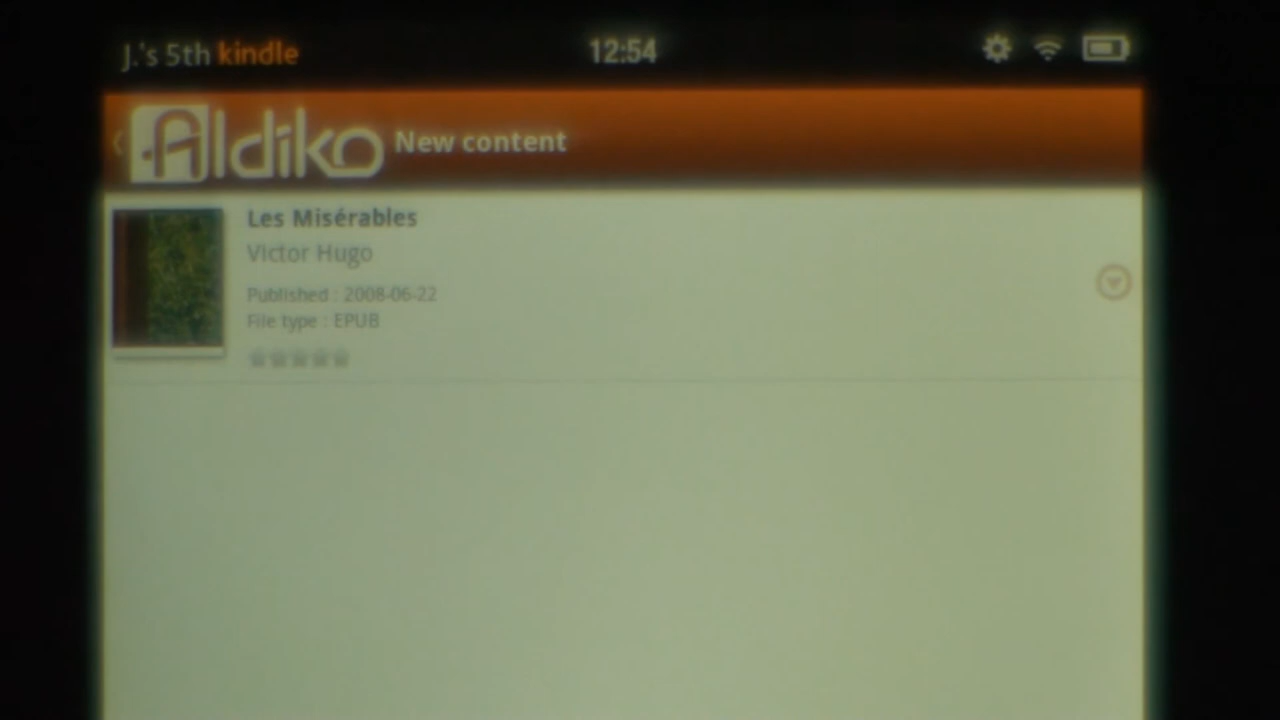 J.'s 5th kindle
12:54
Aldiko New content
Les Misérables
Victor Hugo
Published : 2008-06-22
File type : EPUB